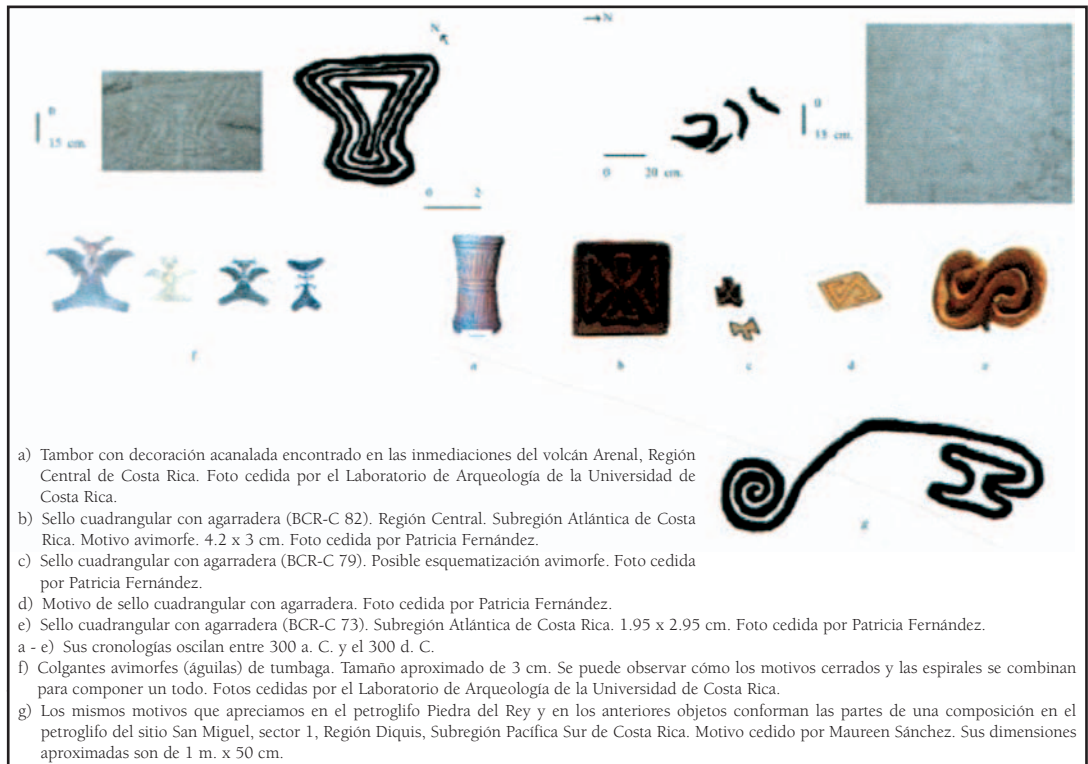 N
N
0
15 cm.
0
15 cm.
0 20 cm.
0 2
f
a
b
c
d
e
g
a) Tambor con decoración acanalada encontrado en las inmediaciones del volcán Arenal, Región
Central de Costa Rica. Foto cedida por el Laboratorio de Arqueología de la Universidad de
Costa Rica.
b) Sello cuadrangular con agarradera (BCR-C 82). Región Central. Subregión Atlántica de Costa
Rica. Motivo avimorfe. 4.2 x 3 cm. Foto cedida por Patricia Fernández.
c) Sello cuadrangular con agarradera (BCR-C 79). Posible esquematización avimorfe. Foto cedida
por Patricia Fernández.
d) Motivo de sello cuadrangular con agarradera. Foto cedida por Patricia Fernández.
e) Sello cuadrangular con agarradera (BCR-C 73). Subregión Atlántica de Costa Rica. 1.95 x 2.95 cm. Foto cedida por Patricia Fernández.
a - e) Sus cronologías oscilan entre 300 a. C. y el 300 d. C.
f) Colgantes avimorfes (águilas) de tumbaga. Tamaño aproximado de 3 cm. Se puede observar cómo los motivos cerrados y las espirales se combinan
para componer un todo. Fotos cedidas por el Laboratorio de Arqueología de la Universidad de Costa Rica.
g) Los mismos motivos que apreciamos en el petroglifo Piedra del Rey y en los anteriores objetos conforman las partes de una composición en el
petroglifo del sitio San Miguel, sector 1, Región Diquis, Subregión Pacífica Sur de Costa Rica. Motivo cedido por Maureen Sánchez. Sus dimensiones
aproximadas son de 1 m. x 50 cm.